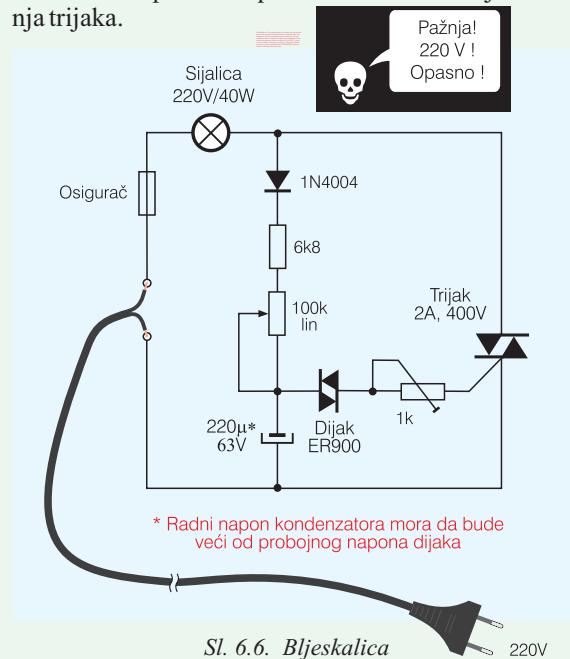 nja trijaka.
Pažnja!
220 V !
Opasno !
Sijalica
220V/40W
1N4004
Osigurač
6k8
100k
lin
Trijak
2A, 400V
1k
220µ*
63V
Dijak
ER900
* Radni napon kondenzatora mora da bude
veći od probojnog napona dijaka
Sl. 6.6. Bljeskalica
220V